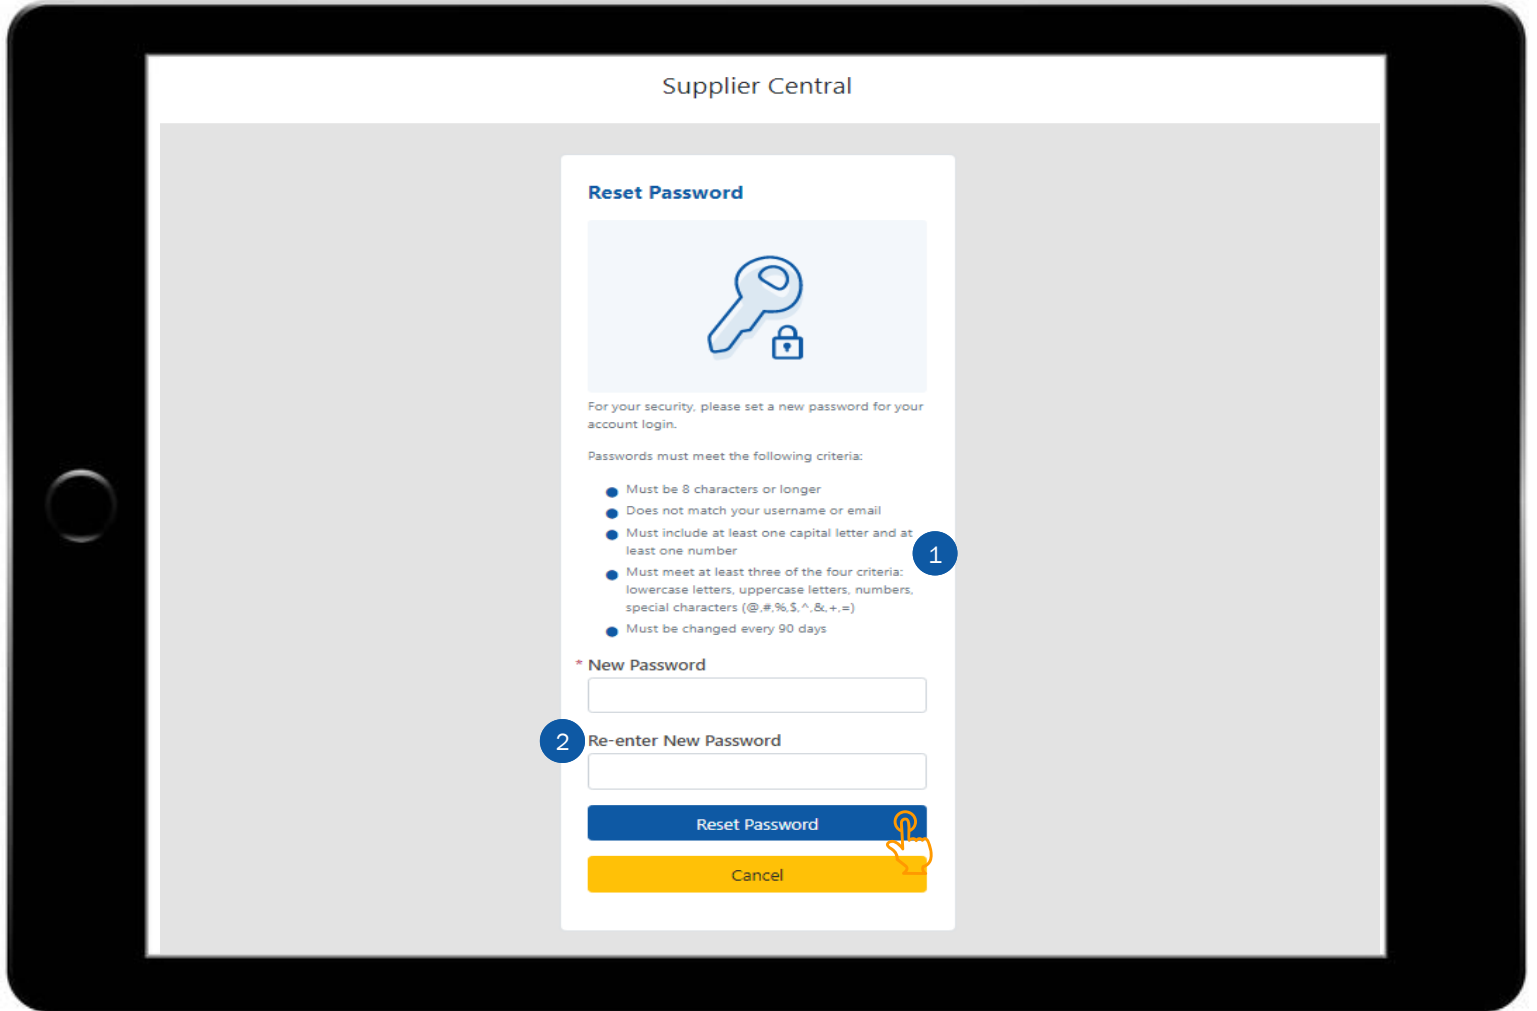 Supplier Central
Reset Password
For your security, please set a new password for your
account login.
Passwords must meet the following criteria:
Must be 8 characters or longer
Does not match your username or email
Must include at least one capital letter and at
least one number
1
Must meet at least three of the four criteria:
lowercase letters, uppercase letters, numbers,
special characters (@,#,%,$,^,&,+,=)
Must be changed every 90 days
* New Password
2 Re-enter New Password
Reset Password
Cancel